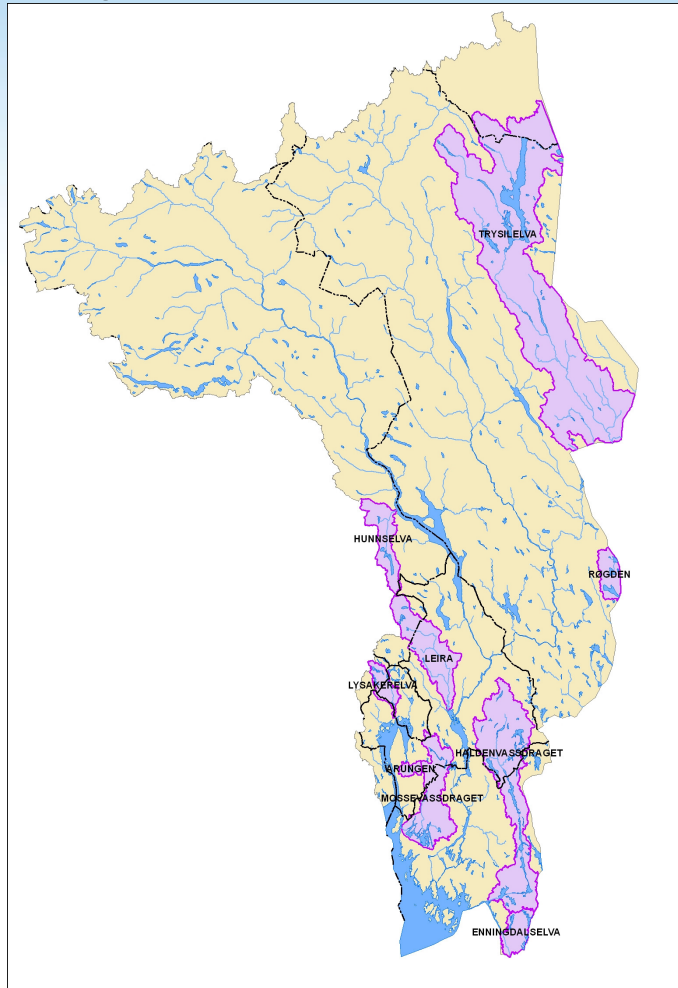 TRYSILELVA
HUNNSELVA
RØGDEN
LEIRA
LYSAKERELVA
HALDENVASSDRAGET
ÅRUNGEN
MOSSEVASSDRAGET
ENNINGDALSELVA